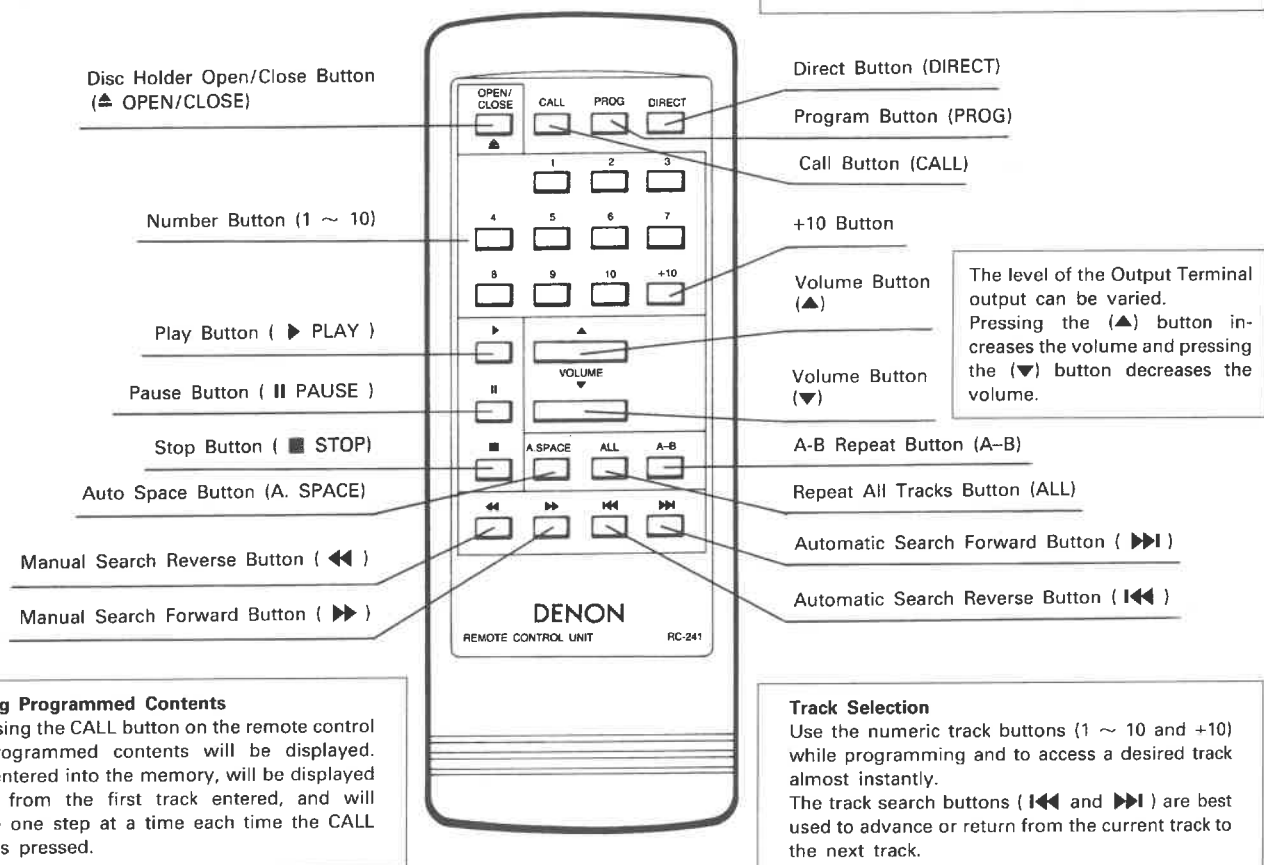 Disc Holder Open/Close Button
(⏏ OPEN/CLOSE)
Number Button (1 ~ 10)
Play Button ( ▶ PLAY )
Pause Button ( II PAUSE )
Stop Button ( ■ STOP)
Auto Space Button (A. SPACE)
Manual Search Reverse Button ( ◀◀ )
Manual Search Forward Button ( ▶▶ )
OPEN/
CLOSE CALL PROG DIRECT
⏏
1 2 3
4 5 6 7
8 9 10 +10
▶ ▲
VOLUME
II ▼
■ A.SPACE ALL A–B
◀◀ ▶▶ I◀◀ ▶▶I
DENON
REMOTE CONTROL UNIT RC-241
Direct Button (DIRECT)
Program Button (PROG)
Call Button (CALL)
+10 Button
Volume Button
(▲)
Volume Button
(▼)
The level of the Output Terminal
output can be varied.
Pressing the (▲) button in-
creases the volume and pressing
the (▼) button decreases the
volume.
A-B Repeat Button (A–B)
Repeat All Tracks Button (ALL)
Automatic Search Forward Button ( ▶▶I )
Automatic Search Reverse Button ( I◀◀ )
Programmed Contents
the CALL button on the remote control
contents will be displayed.
entered into the memory, will be displayed
from the first track entered, and will
one step at a time each time the CALL
pressed.
Track Selection
Use the numeric track buttons (1 ~ 10 and +10)
while programming and to access a desired track
almost instantly.
The track search buttons ( I◀◀ and ▶▶I ) are best
used to advance or return from the current track to
the next track.